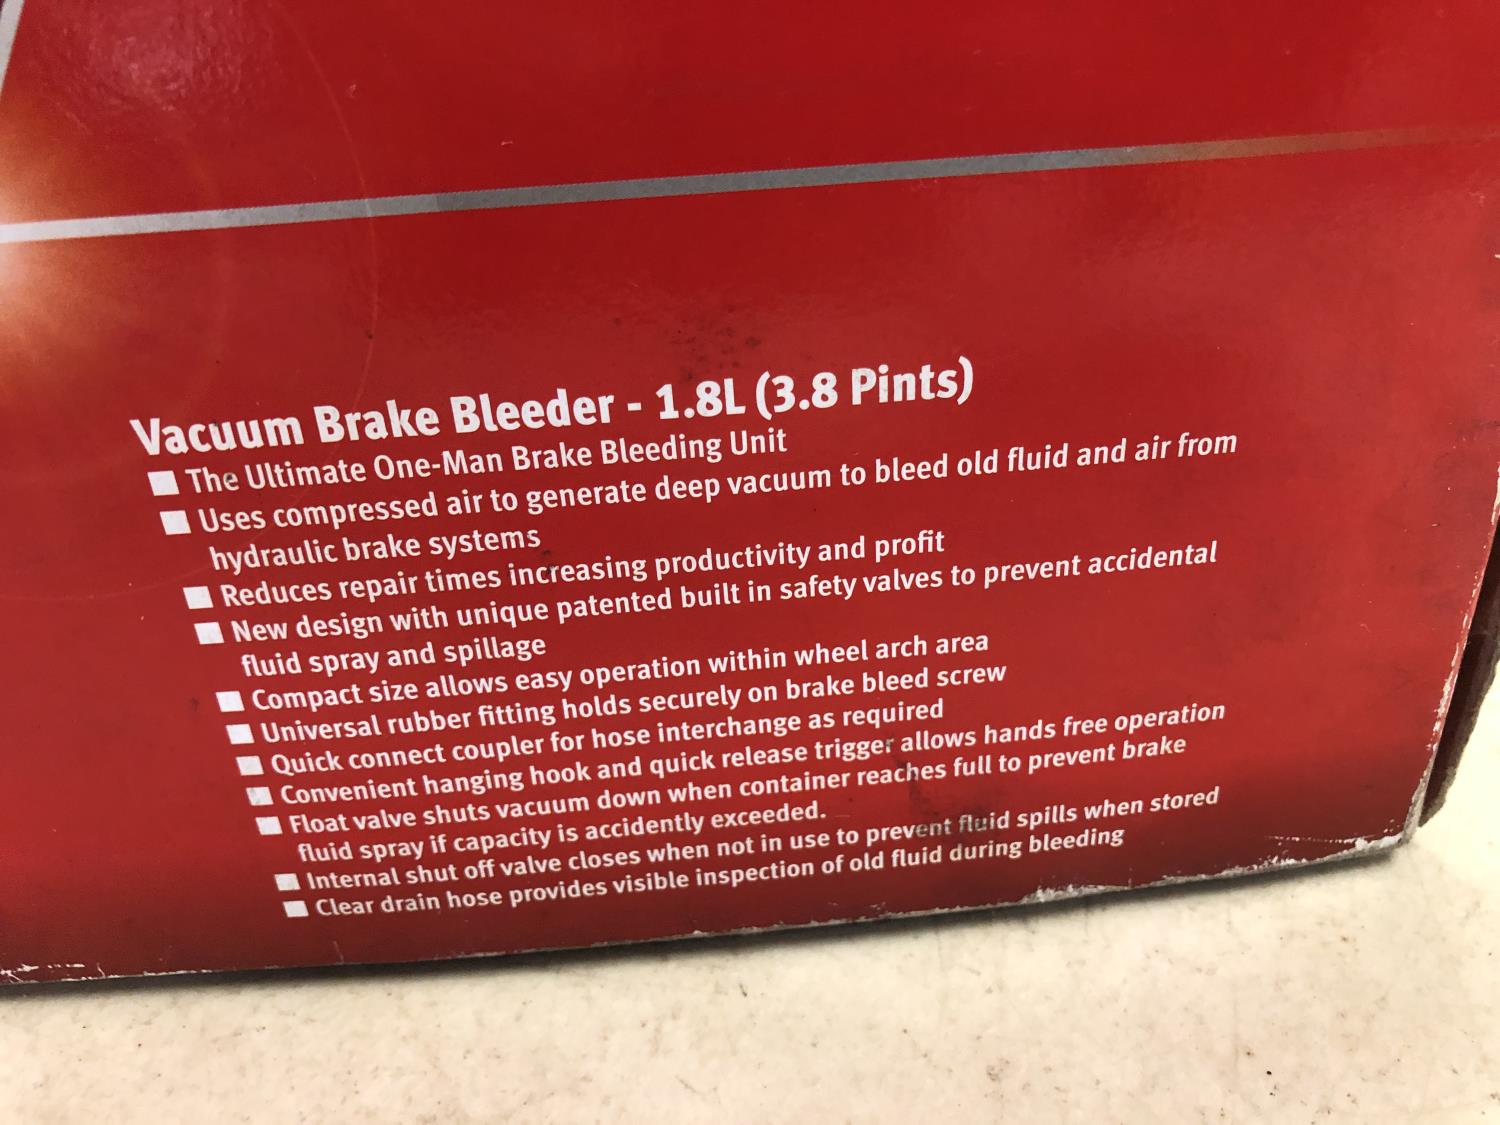 Vacuum Brake Bleeder - 1.8L (3.8 Pints)
■ The Ultimate One-Man Brake Bleeding Unit
■ Uses compressed air to generate deep vacuum to bleed old fluid and air from
hydraulic brake systems
■ Reduces repair times increasing productivity and profit
■ New design with unique patented built in safety valves to prevent accidental
fluid spray and spillage
■ Compact size allows easy operation within wheel arch area
■ Universal rubber fitting holds securely on brake bleed screw
■ Quick connect coupler for hose interchange as required
■ Convenient hanging hook and quick release trigger allows hands free operation
■ Float valve shuts vacuum down when container reaches full to prevent brake
fluid spray if capacity is accidently exceeded.
■ Internal shut off valve closes when not in use to prevent fluid spills when stored
■ Clear drain hose provides visible inspection of old fluid during bleeding